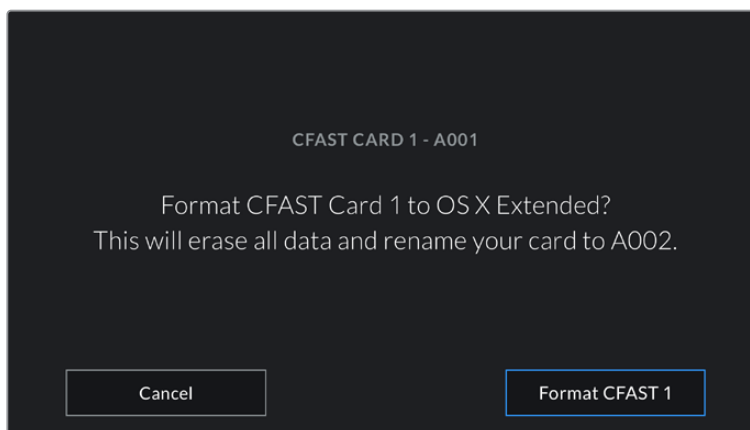 CFAST CARD 1 - A001
Format CFAST Card 1 to OS X Extended?
This will erase all data and rename your card to A002.
Cancel
Format CFAST 1